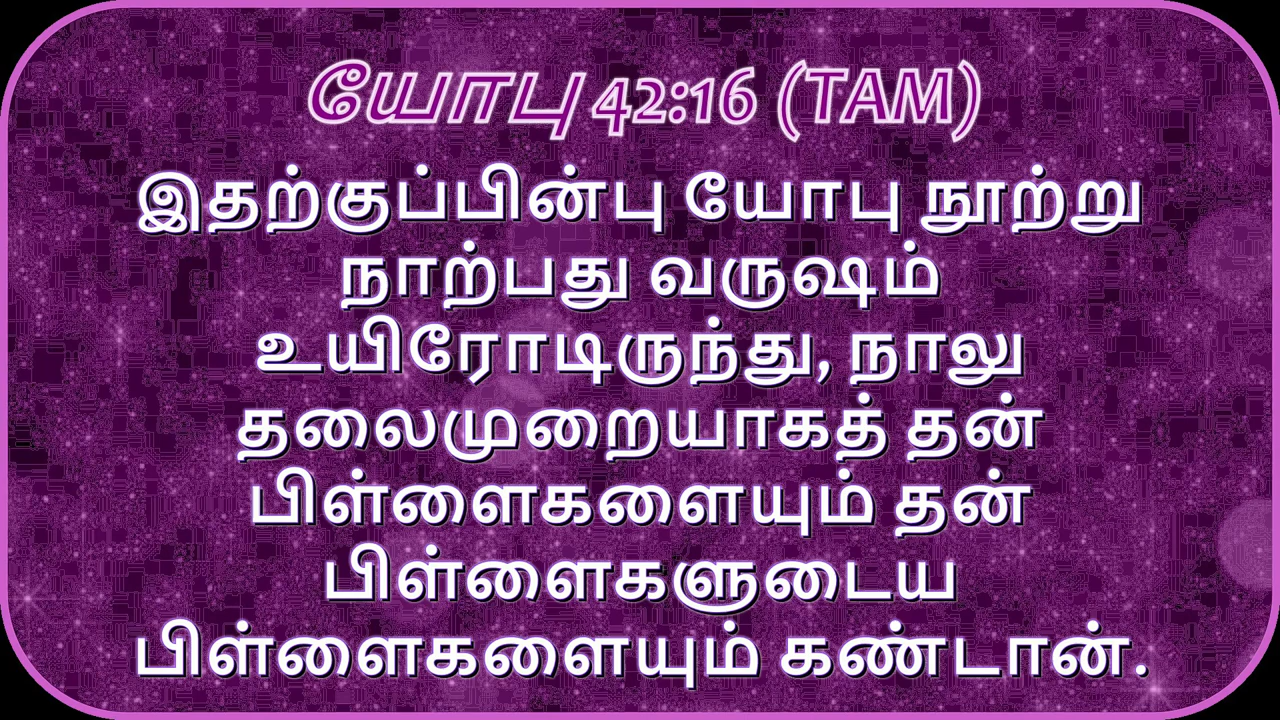 யோபு 42:16 (TAM)
இதற்குப்பின்பு யோபு நூற்று
நாற்பது வருஷம்
உயிரோடிருந்து, நாலு
தலைமுறையாகத் தன்
பிள்ளைகளையும் தன்
பிள்ளைகளுடைய
பிள்ளைகளையும் கண்டான்.